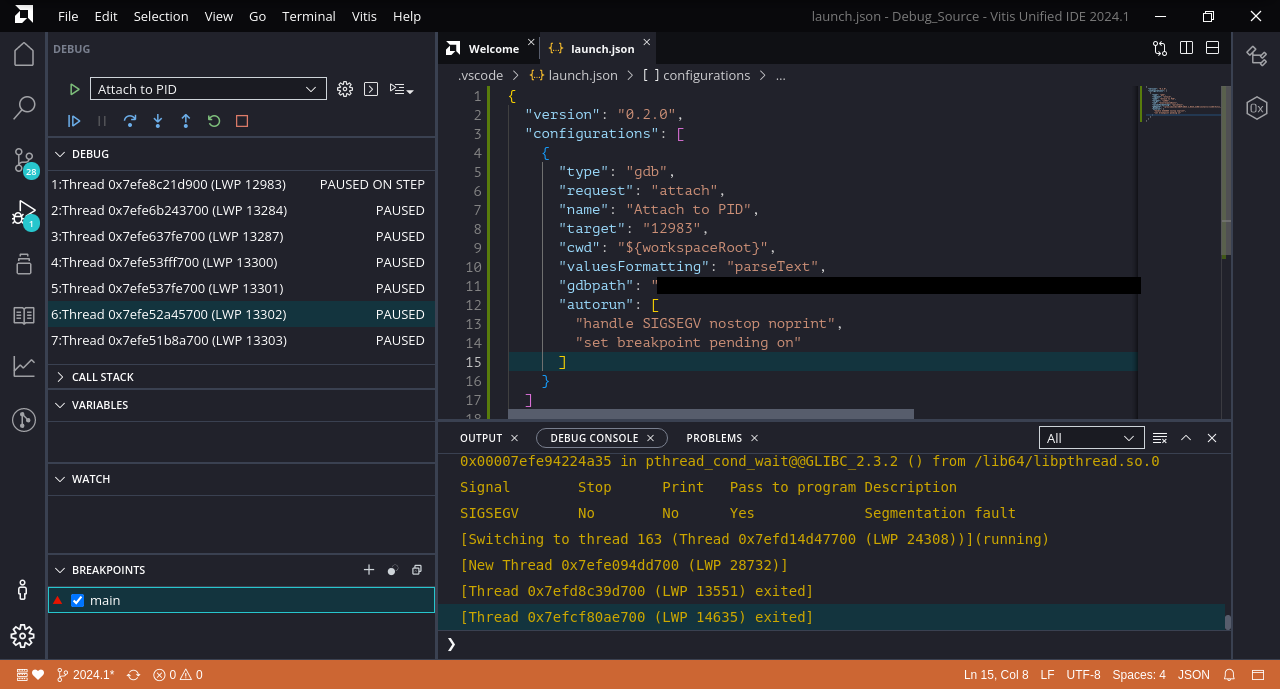 File Edit Selection View Go Terminal Vitis Help
launch.json - Debug_Source - Vitis Unified IDE 2024.1
DEBUG
Attach to PID
DEBUG
1:Thread 0x7efe8c21d900 (LWP 12983) PAUSED ON STEP
2:Thread 0x7efe6b243700 (LWP 13284) PAUSED
3:Thread 0x7efe637fe700 (LWP 13287) PAUSED
4:Thread 0x7efe53fff700 (LWP 13300) PAUSED
5:Thread 0x7efe537fe700 (LWP 13301) PAUSED
6:Thread 0x7efe52a45700 (LWP 13302) PAUSED
7:Thread 0x7efe51b8a700 (LWP 13303) PAUSED
CALL STACK
VARIABLES
WATCH
BREAKPOINTS
main
28
1
Welcome
{..} launch.json
.vscode > {..} launch.json > [ ] configurations > ...
1 {
2 "version": "0.2.0",
3 "configurations": [
4 {
5 "type": "gdb",
6 "request": "attach",
7 "name": "Attach to PID",
8 "target": "12983",
9 "cwd": "${workspaceRoot}",
10 "valuesFormatting": "parseText",
11 "gdbpath": "
12 "autorun": [
13 "handle SIGSEGV nostop noprint",
14 "set breakpoint pending on"
15 ]
16 }
17 ]
18
0x
OUTPUT DEBUG CONSOLE PROBLEMS
All
0x00007efe94224a35 in pthread_cond_wait@@GLIBC_2.3.2 () from /lib64/libpthread.so.0
Signal Stop Print Pass to program Description
SIGSEGV No No Yes Segmentation fault
[Switching to thread 163 (Thread 0x7efd14d47700 (LWP 24308))](running)
[New Thread 0x7efe094dd700 (LWP 28732)]
[Thread 0x7efd8c39d700 (LWP 13551) exited]
[Thread 0x7efcf80ae700 (LWP 14635) exited]
❯
2024.1* 0 0
Ln 15, Col 8 LF UTF-8 Spaces: 4 JSON